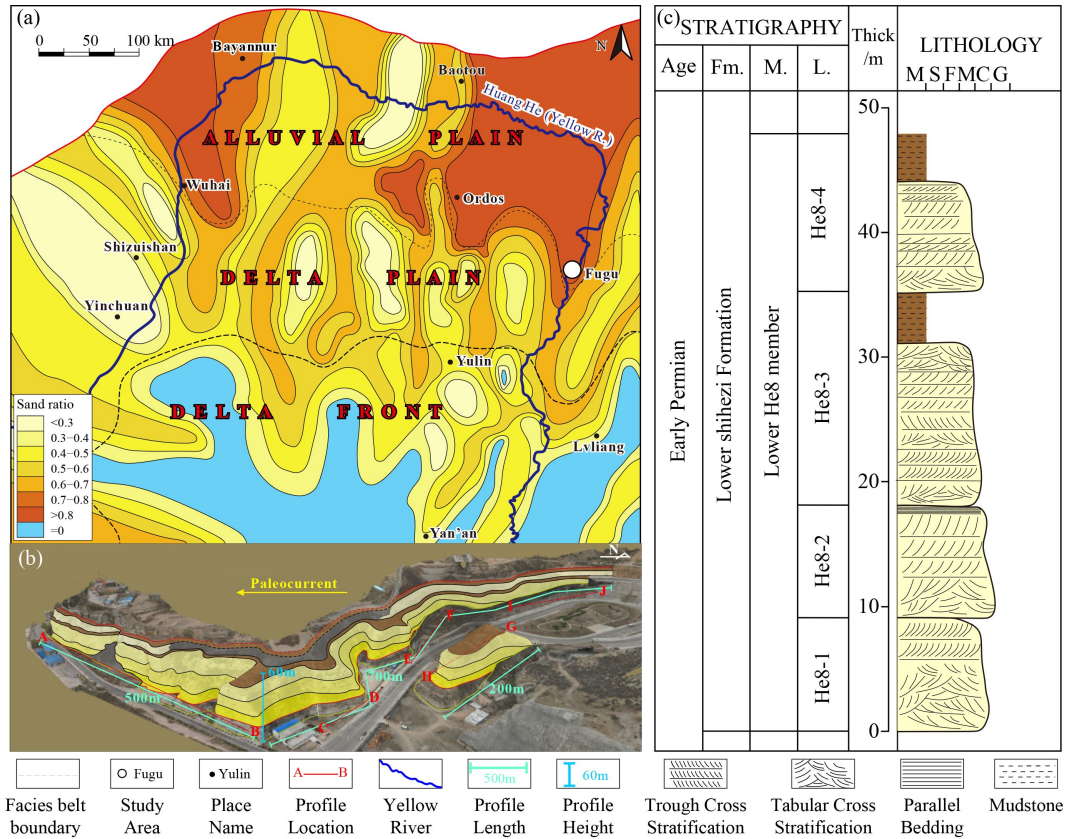 (a)
0 50 100 km
N
Bayannur
Baotou
Huang He (Yellow R.)
ALLUVIAL PLAIN
Wuhai
Ordos
Shizuishan
Fugu
DELTA PLAIN
Yinchuan
Yulin
DELTA FRONT
Lvliang
Yan'an
Sand ratio
<0.3
0.3–0.4
0.4–0.5
0.5–0.6
0.6–0.7
0.7–0.8
>0.8
=0
(b)
N
Paleocurrent
A
B
C
D
E
F
G
H
I
J
500m
60m
700m
200m
(c)
STRATIGRAPHY
Thick
/m
LITHOLOGY
M S F M C G
Age
Fm.
M.
L.
Early Permian
Lower shihezi Formation
Lower He8 member
He8-4
He8-3
He8-2
He8-1
50
40
30
20
10
0
Fugu
Yulin
A B
500m
60m
Facies belt
boundary
Study
Area
Place
Name
Profile
Location
Yellow
River
Profile
Length
Profile
Height
Trough Cross
Stratification
Tabular Cross
Stratification
Parallel
Bedding
Mudstone